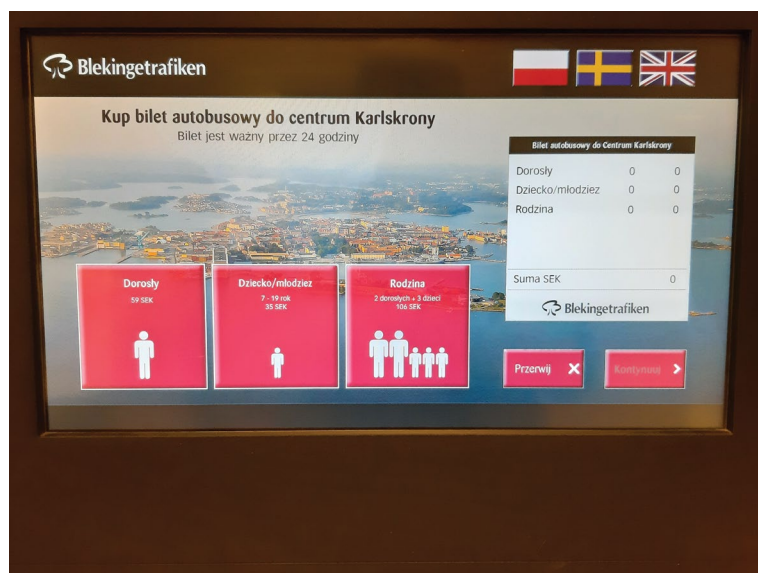 Blekingetrafiken
Kup bilet autobusowy do centrum Karlskrony
Bilet jest ważny przez 24 godziny
Dorosły
59 SEK
Dziecko/młodziez
7 - 19 rok
35 SEK
Rodzina
2 dorosłych + 3 dzieci
106 SEK
Bilet autobusowy do Centrum Karlskrony
Dorosły 0 0
Dziecko/młodziez 0 0
Rodzina 0 0
Suma SEK 0
Blekingetrafiken
Przerwij X
Kontynuuj >